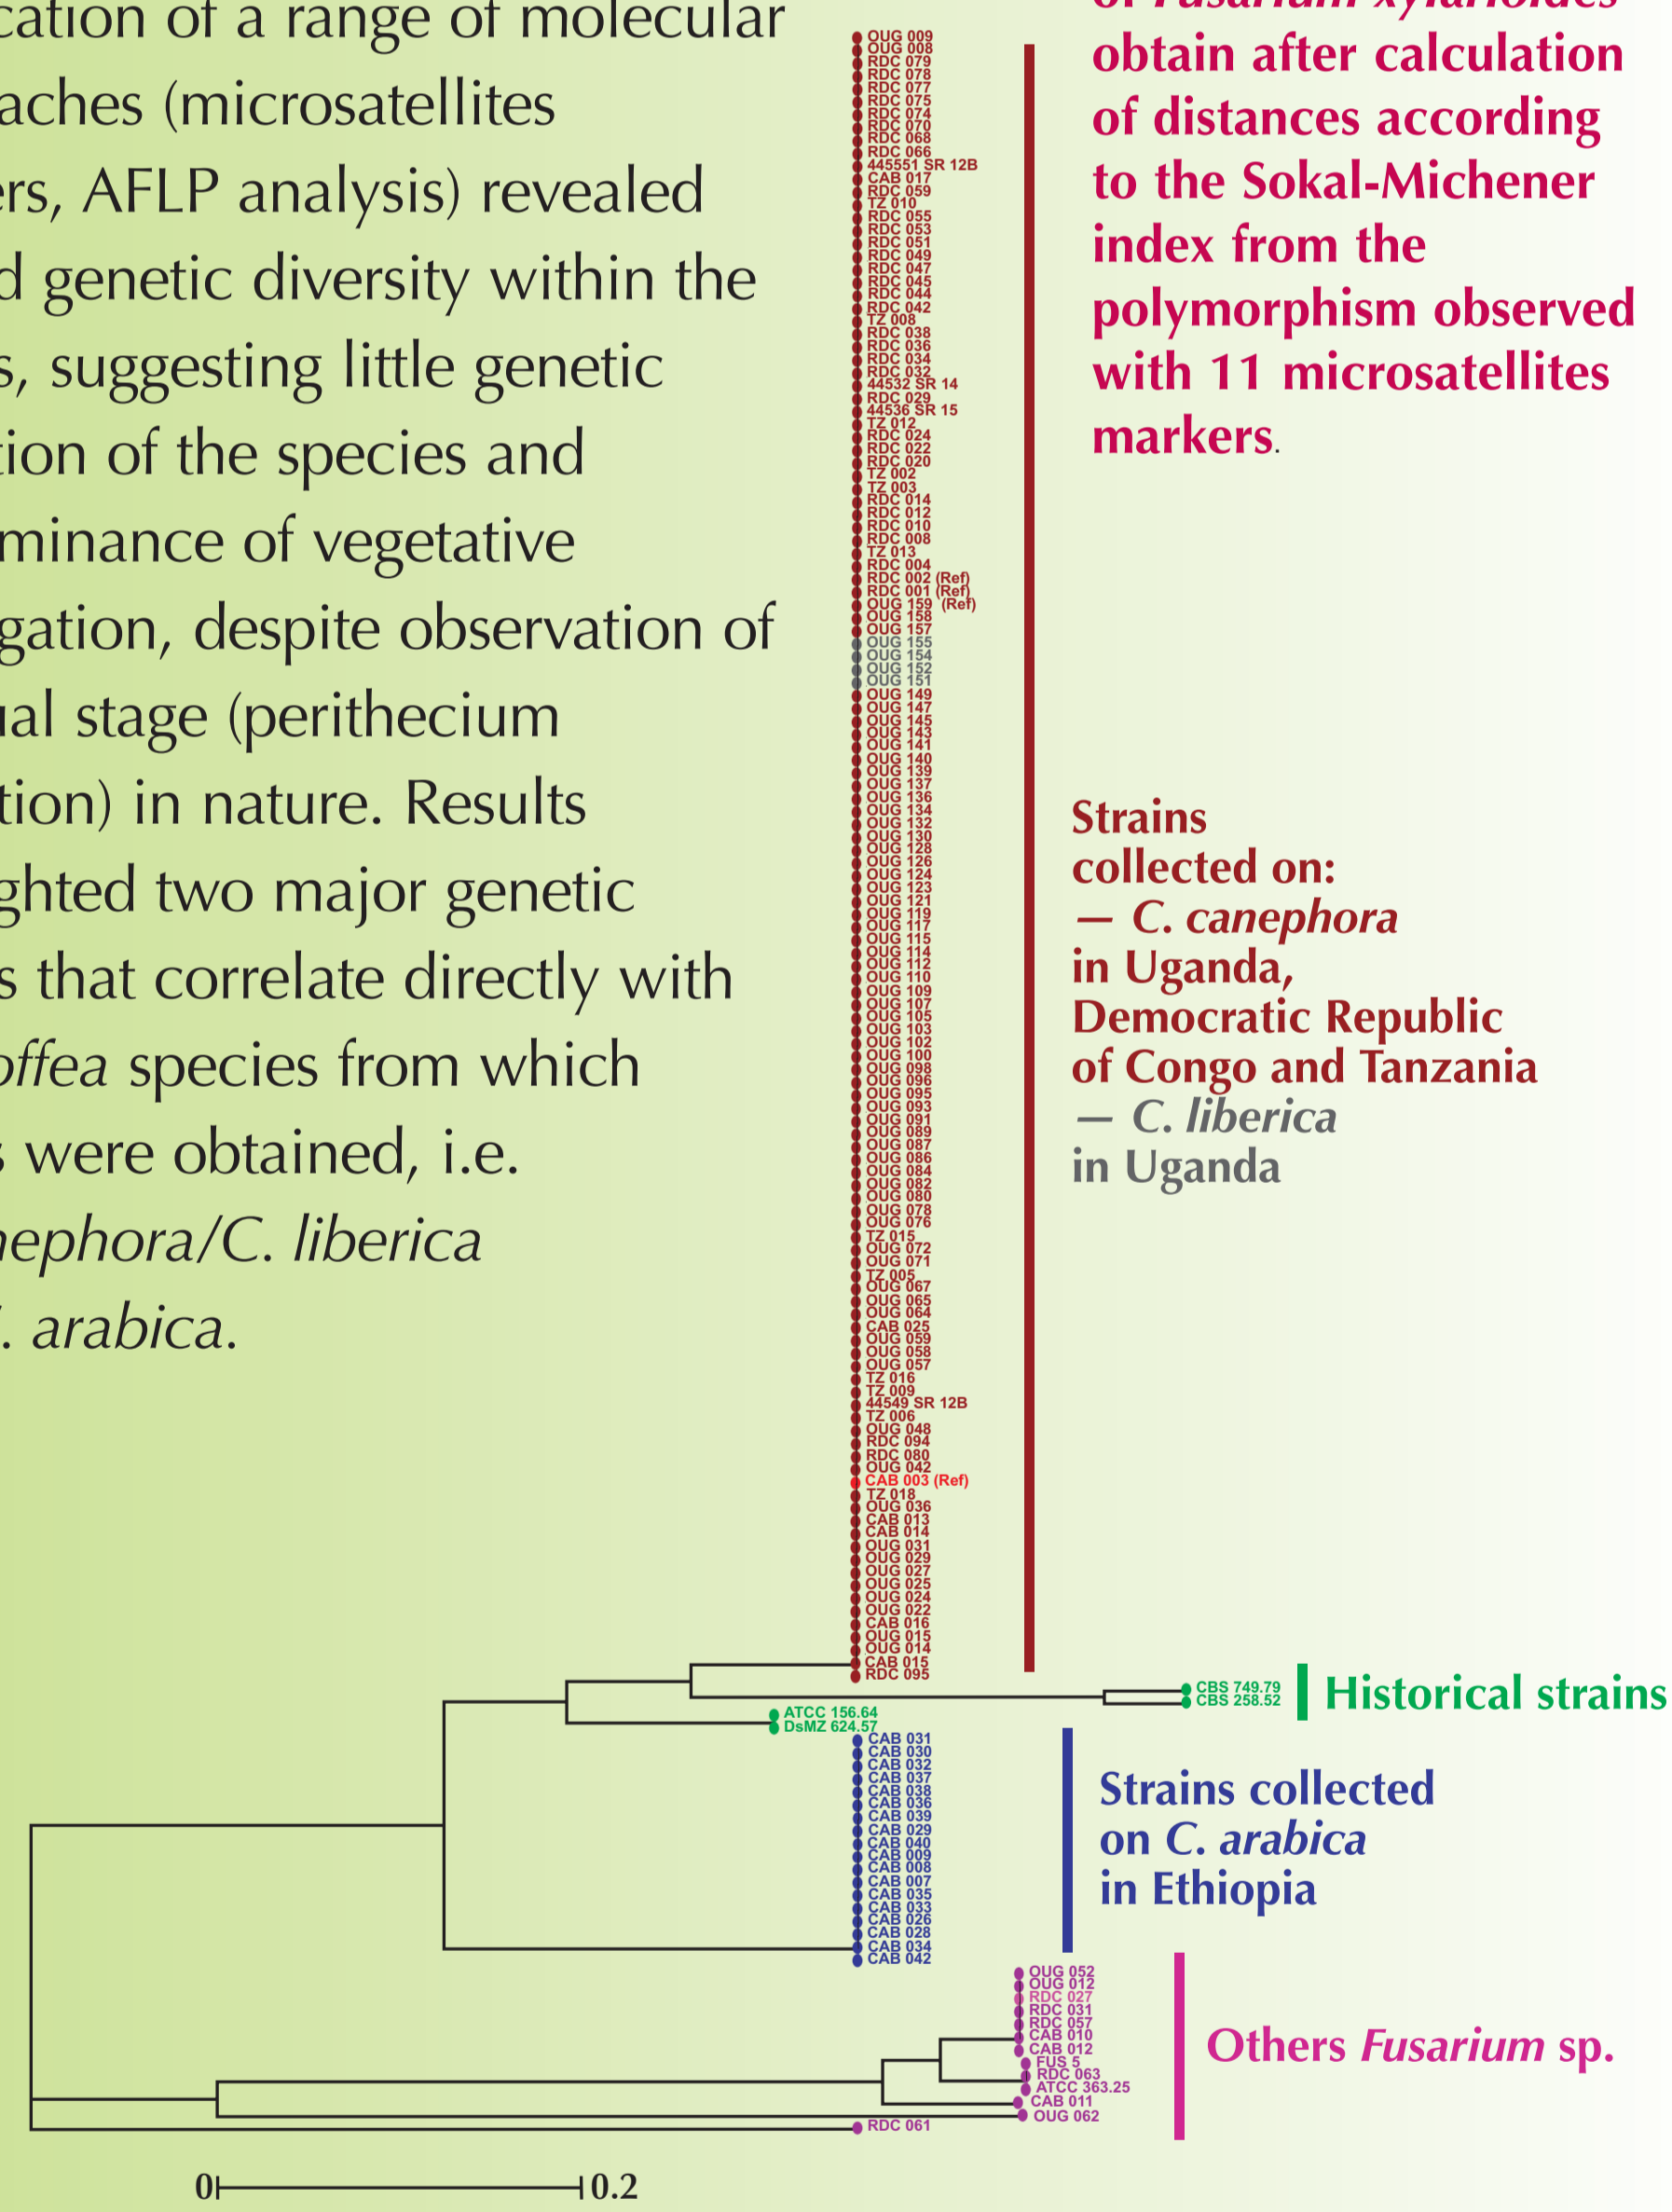 cation of a range of molecular
aches (microsatellites
ers, AFLP analysis) revealed
d genetic diversity within the
s, suggesting little genetic
tion of the species and
minance of vegetative
gation, despite observation of
ual stage (perithecium
tion) in nature. Results
ghted two major genetic
s that correlate directly with
offea species from which
s were obtained, i.e.
nephora/C. liberica
. arabica.
of Fusarium xylarioides
obtain after calculation
of distances according
to the Sokal-Michener
index from the
polymorphism observed
with 11 microsatellites
markers.
OUG 009
OUG 008
RDC 079
RDC 078
RDC 077
RDC 075
RDC 074
RDC 070
RDC 068
RDC 066
445551 SR 12B
CAB 017
RDC 059
TZ 010
RDC 055
RDC 053
RDC 051
RDC 049
RDC 047
RDC 045
RDC 044
RDC 042
TZ 008
RDC 038
RDC 036
RDC 034
RDC 032
44532 SR 14
RDC 029
44536 SR 15
TZ 012
RDC 024
RDC 022
RDC 020
TZ 002
TZ 003
RDC 014
RDC 012
RDC 010
RDC 008
TZ 013
RDC 004
RDC 002 (Ref)
RDC 001 (Ref)
OUG 159 (Ref)
OUG 158
OUG 157
OUG 155
OUG 154
OUG 152
OUG 151
OUG 149
OUG 147
OUG 145
OUG 143
OUG 141
OUG 140
OUG 139
OUG 137
OUG 136
OUG 134
OUG 132
OUG 130
OUG 128
OUG 126
OUG 124
OUG 123
OUG 121
OUG 119
OUG 117
OUG 115
OUG 114
OUG 112
OUG 110
OUG 109
OUG 107
OUG 105
OUG 103
OUG 102
OUG 100
OUG 098
OUG 096
OUG 095
OUG 093
OUG 091
OUG 089
OUG 087
OUG 086
OUG 084
OUG 082
OUG 080
OUG 078
OUG 076
TZ 015
OUG 072
OUG 071
TZ 005
OUG 067
OUG 065
OUG 064
CAB 025
OUG 059
OUG 058
OUG 057
TZ 016
TZ 009
44549 SR 12B
TZ 006
OUG 048
RDC 094
RDC 080
OUG 042
CAB 003 (Ref)
TZ 018
OUG 036
CAB 013
CAB 014
OUG 031
OUG 029
OUG 027
OUG 025
OUG 024
OUG 022
CAB 016
OUG 015
OUG 014
CAB 015
RDC 095
Strains
collected on:
— C. canephora
in Uganda,
Democratic Republic
of Congo and Tanzania
— C. liberica
in Uganda
CBS 749.79
CBS 258.52
Historical strains
ATCC 156.64
DsMZ 624.57
CAB 031
CAB 030
CAB 032
CAB 037
CAB 038
CAB 036
CAB 039
CAB 029
CAB 040
CAB 009
CAB 008
CAB 007
CAB 035
CAB 033
CAB 026
CAB 028
CAB 034
CAB 042
Strains collected
on C. arabica
in Ethiopia
OUG 052
OUG 012
RDC 027
RDC 031
RDC 057
CAB 010
CAB 012
FUS 5
RDC 063
ATCC 363.25
CAB 011
OUG 062
RDC 061
Others Fusarium sp.
0 0.2